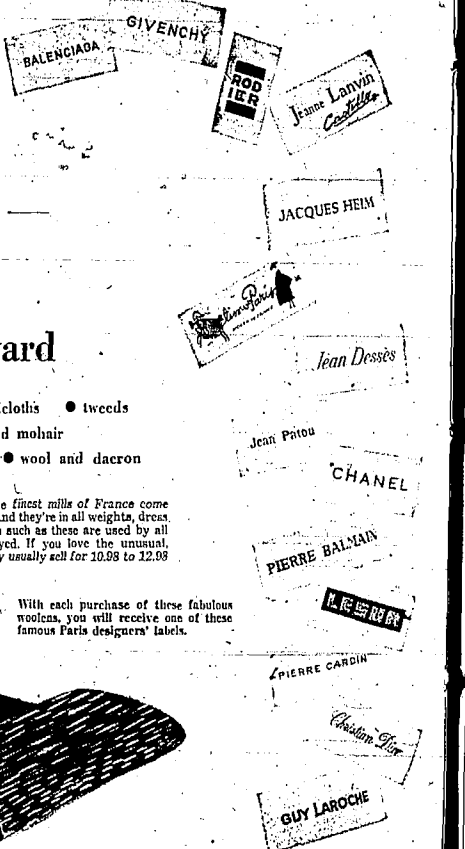 BALENCIAGA
GIVENCHY
ROD
IER
Jeanne Lanvin
Castillo
JACQUES HEIM
Paris
Jean Dessès
ard
cloths ● tweeds
d mohair
● wool and dacron
Jean Patou
CHANEL
e finest mills of France come
nd they're in all weights, dress
such as these are used by all
yed. If you love the unusual,
y usually sell for 10.98 to 12.98
PIERRE BALMAIN
LESUR
With each purchase of these fabulous
woolens, you will receive one of these
famous Paris designers' labels.
PIERRE CARDIN
Christian Dior
GUY LAROCHE